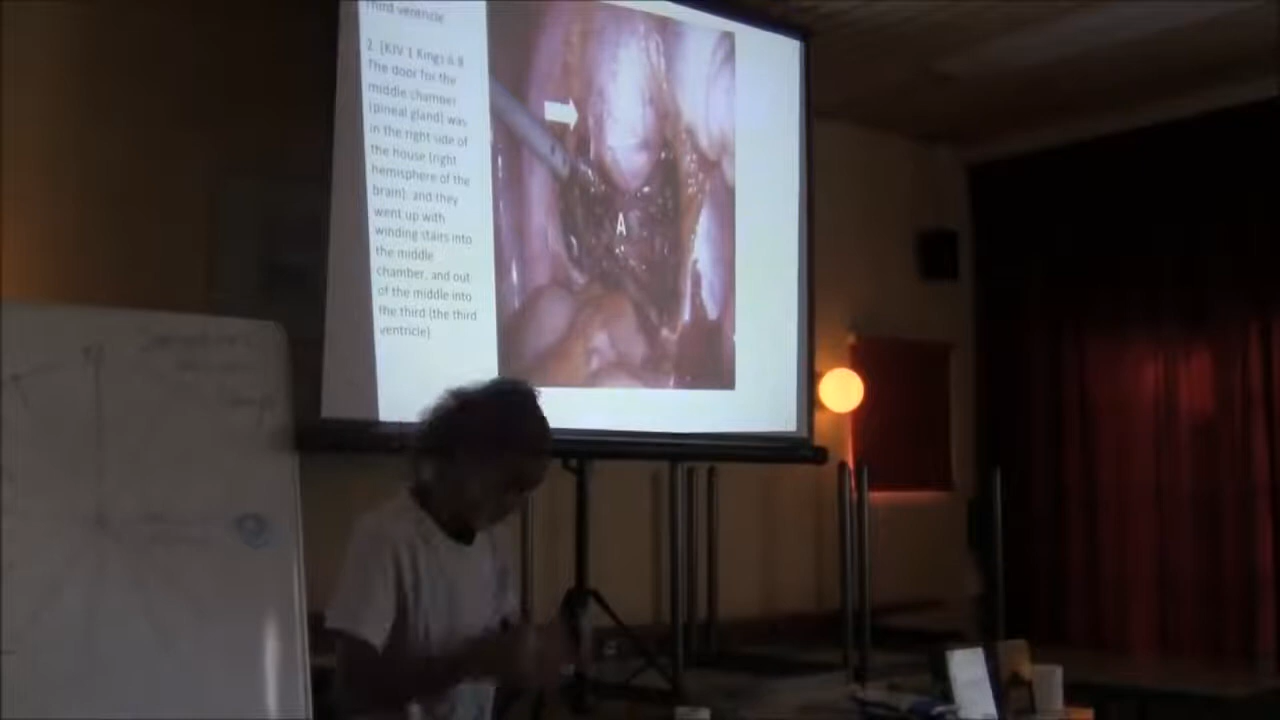 Third ventricle
2. [KJV 1 Kings 6.8
The door for the
middle chamber
(pineal gland) was
in the right side of
the house (right
hemisphere of the
brain), and they
went up with
winding stairs into
the middle
chamber, and out
of the middle into
the third (the third
ventricle)
A